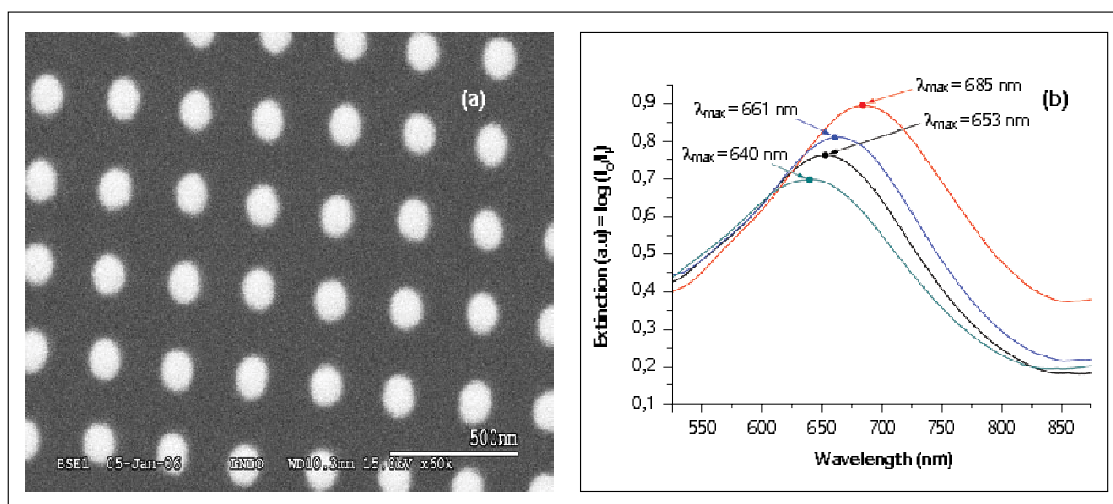 (a)
500nm
BSE1 05-Jan-06 WD10.3mm 15.0kV x60k
(b)
λmax = 685 nm
λmax = 661 nm
λmax = 653 nm
λmax = 640 nm
0,9
0,8
0,7
0,6
0,5
0,4
0,3
0,2
0,1
Extinction (a.u) = log (I₀/I)
550 600 650 700 750 800 850
Wavelength (nm)